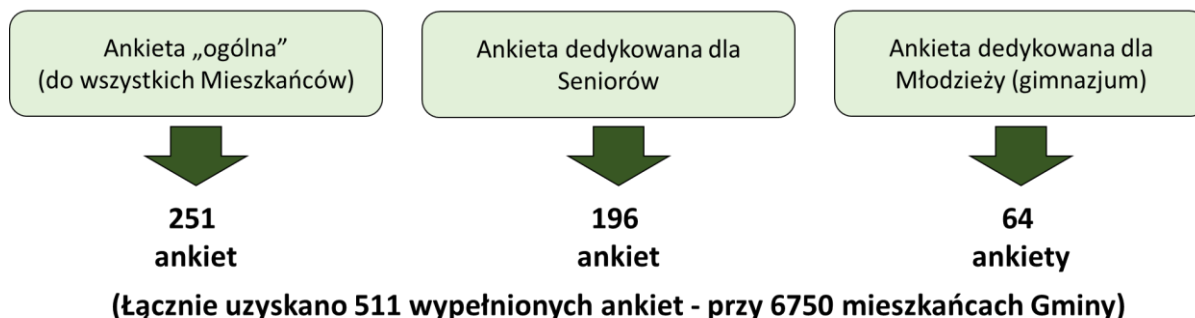 Ankieta „ogólna”
(do wszystkich Mieszkańców)
Ankieta dedykowana dla
Seniorów
Ankieta dedykowana dla
Młodzieży (gimnazjum)
251
ankiet
196
ankiet
64
ankiety
(Łącznie uzyskano 511 wypełnionych ankiet - przy 6750 mieszkańcach Gminy)